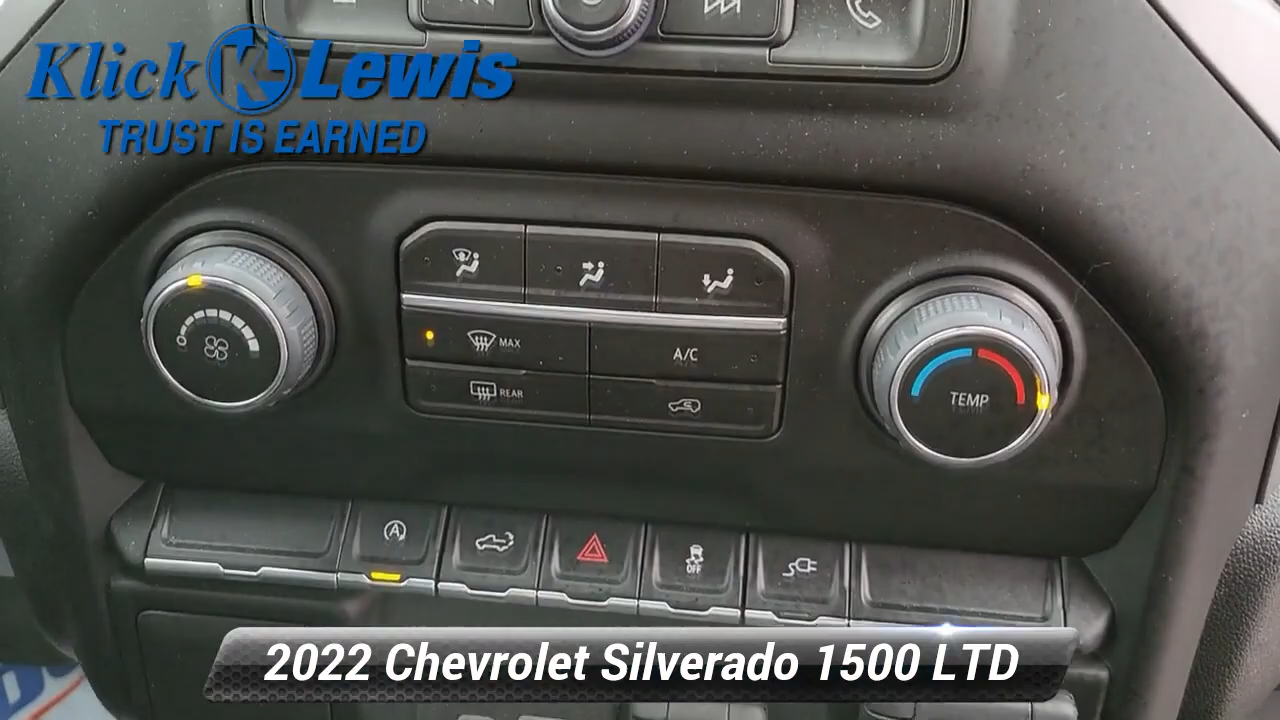 Klick K Lewis
TRUST IS EARNED
MAX
A/C
REAR
TEMP
A
OFF
2022 Chevrolet Silverado 1500 LTD